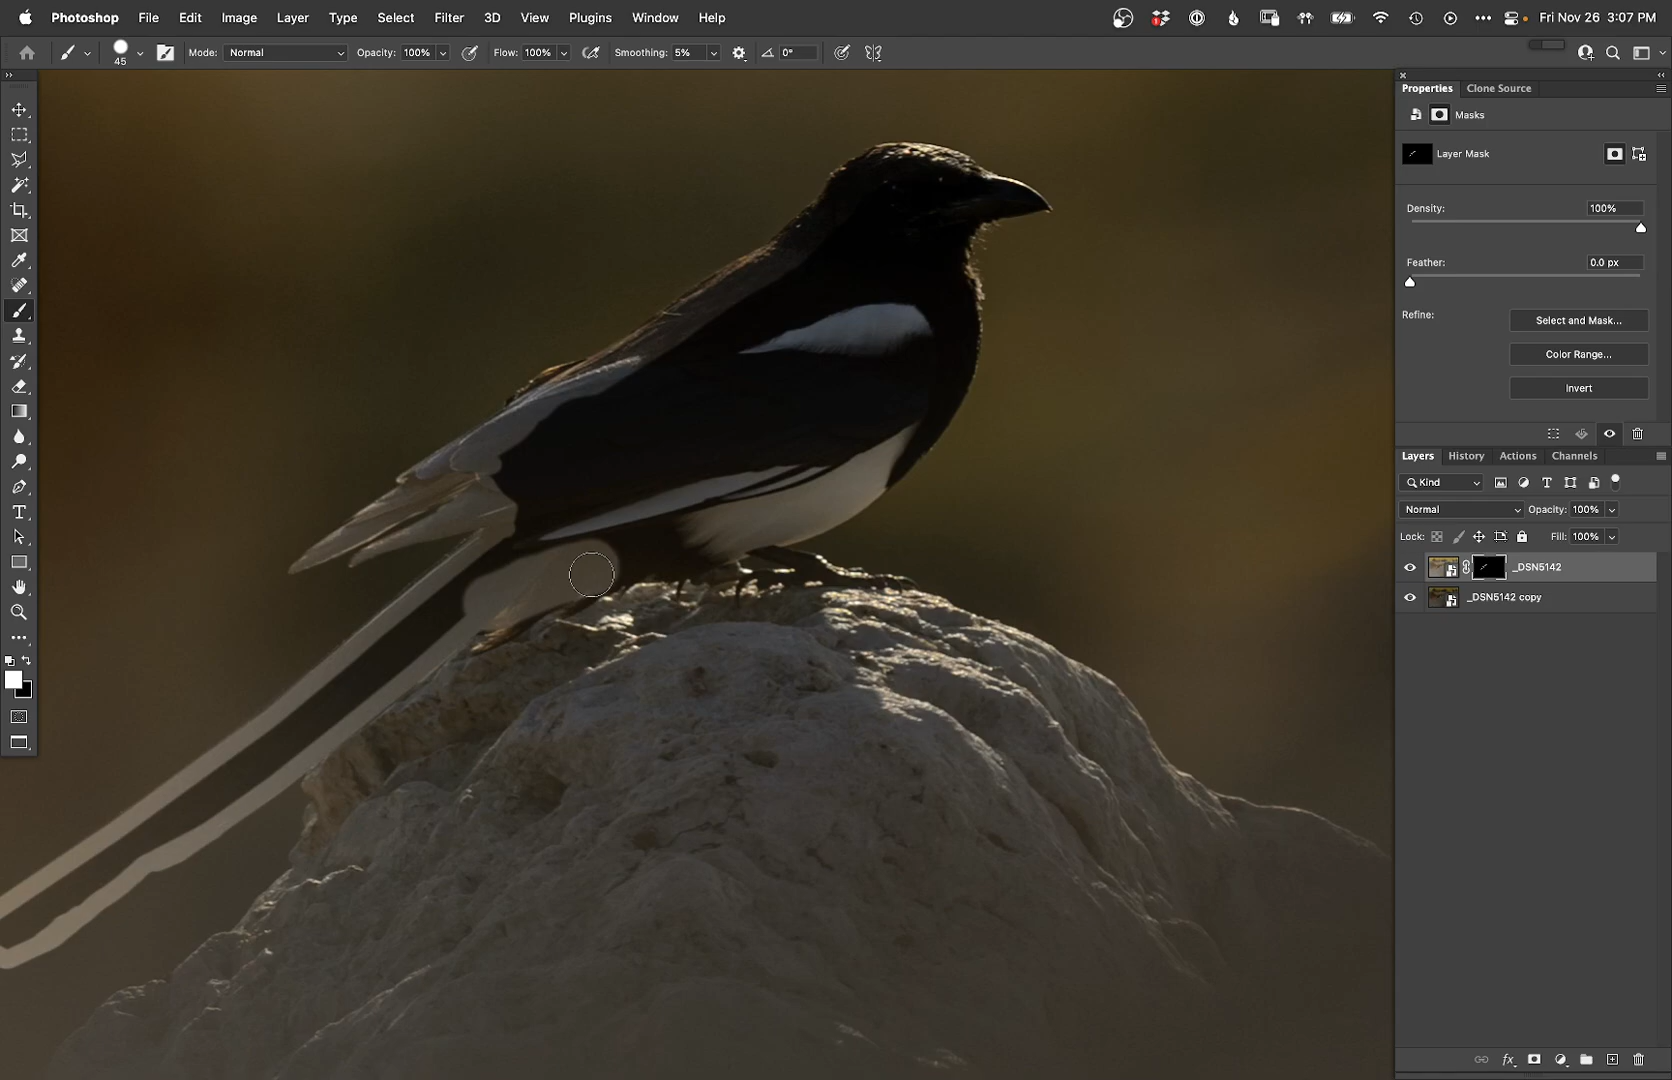 Photoshop File Edit Image Layer Type Select Filter 3D View Plugins Window Help Fri Nov 26 3:07 PM
45 Mode: Normal Opacity: 100% Flow: 100% Smoothing: 5% 0°
Properties Clone Source
Masks
Layer Mask
Density: 100%
Feather: 0.0 px
Refine: Select and Mask...
Color Range...
Invert
Layers History Actions Channels
Kind
Normal Opacity: 100%
Lock: Fill: 100%
_DSN5142
_DSN5142 copy